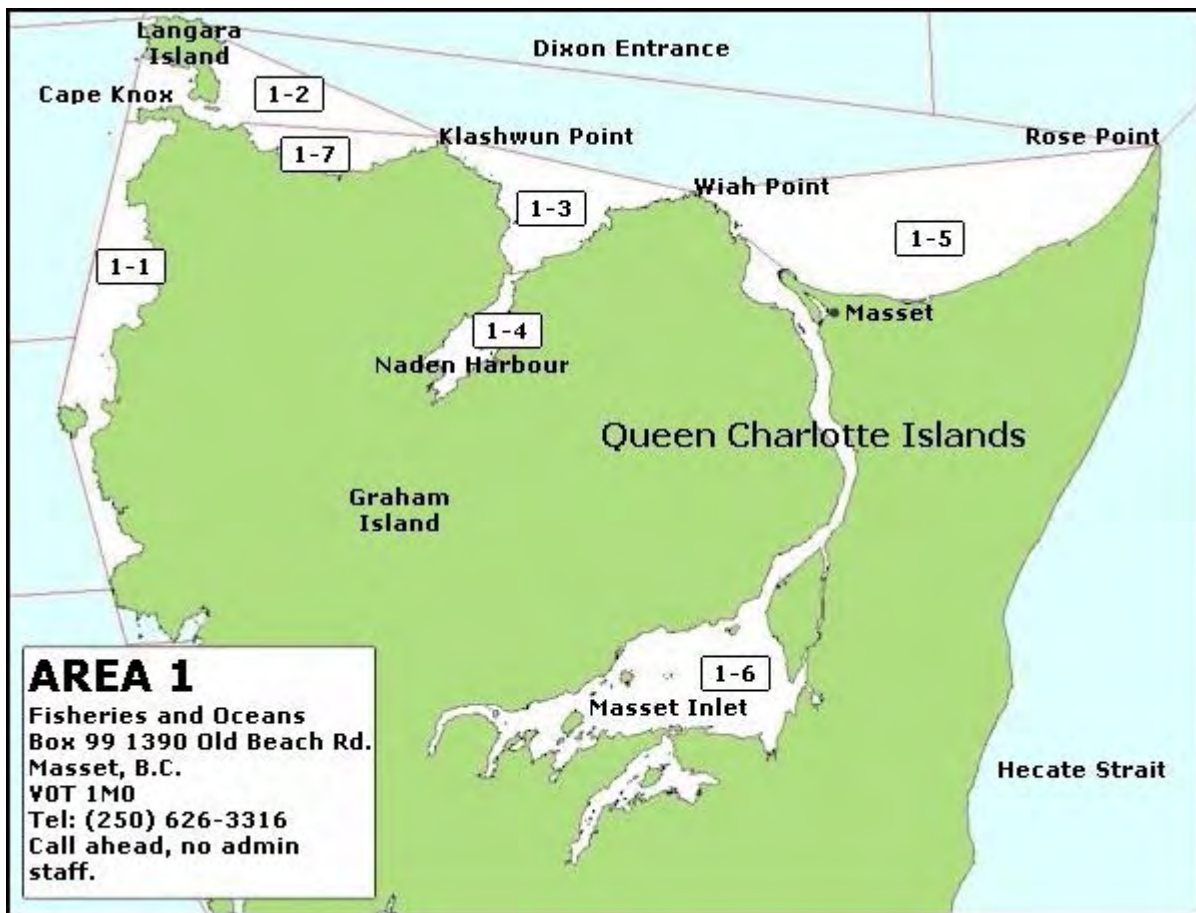 Langara
Island
Dixon Entrance
Cape Knox
1-2
Klashwun Point
Rose Point
1-7
Wiah Point
1-3
1-5
1-1
Masset
1-4
Naden Harbour
Queen Charlotte Islands
Graham
Island
1-6
Masset Inlet
Hecate Strait
AREA 1
Fisheries and Oceans
Box 99 1390 Old Beach Rd.
Masset, B.C.
V0T 1M0
Tel: (250) 626-3316
Call ahead, no admin
staff.